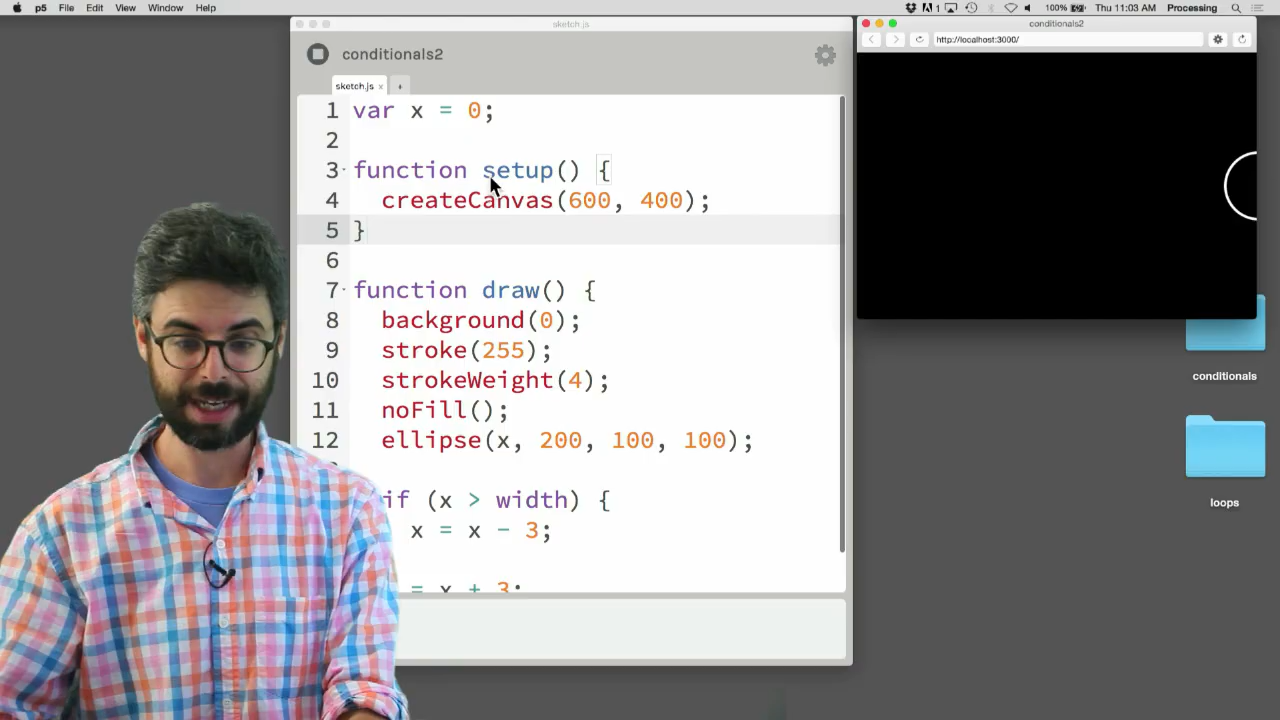 p5 File Edit View Window Help
1 100% Thu 11:03 AM Processing
sketch.js
conditionals2
sketch.js x +
1 var x = 0;
2
3 function setup() {
4 createCanvas(600, 400);
5 }
6
7 function draw() {
8 background(0);
9 stroke(255);
10 strokeWeight(4);
11 noFill();
12 ellipse(x, 200, 100, 100);
if (x > width) {
x = x - 3;
= x + 3;
conditionals2
http://localhost:3000/
conditionals
loops